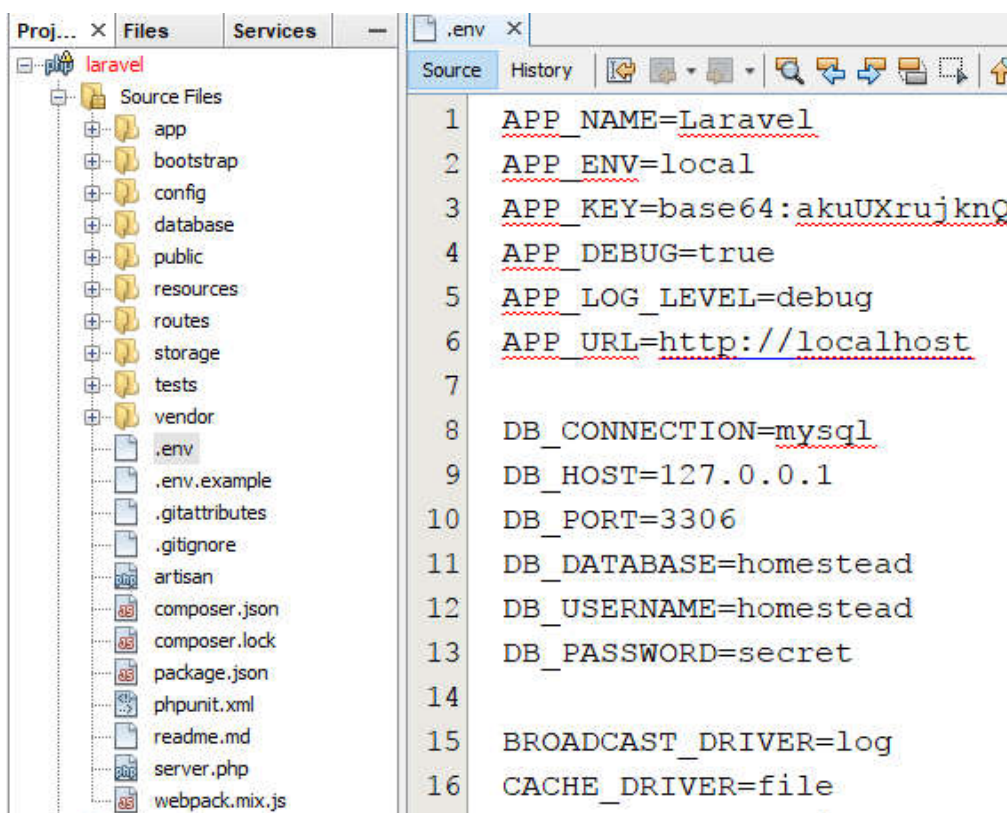 Proj... × Files Services
laravel
Source Files
app
bootstrap
config
database
public
resources
routes
storage
tests
vendor
.env
.env.example
.gitattributes
.gitignore
artisan
composer.json
composer.lock
package.json
phpunit.xml
readme.md
server.php
webpack.mix.js
.env ×
Source History
1 APP_NAME=Laravel
2 APP_ENV=local
3 APP_KEY=base64:akuUXrujknQ
4 APP_DEBUG=true
5 APP_LOG_LEVEL=debug
6 APP_URL=http://localhost
7
8 DB_CONNECTION=mysql
9 DB_HOST=127.0.0.1
10 DB_PORT=3306
11 DB_DATABASE=homestead
12 DB_USERNAME=homestead
13 DB_PASSWORD=secret
14
15 BROADCAST_DRIVER=log
16 CACHE_DRIVER=file